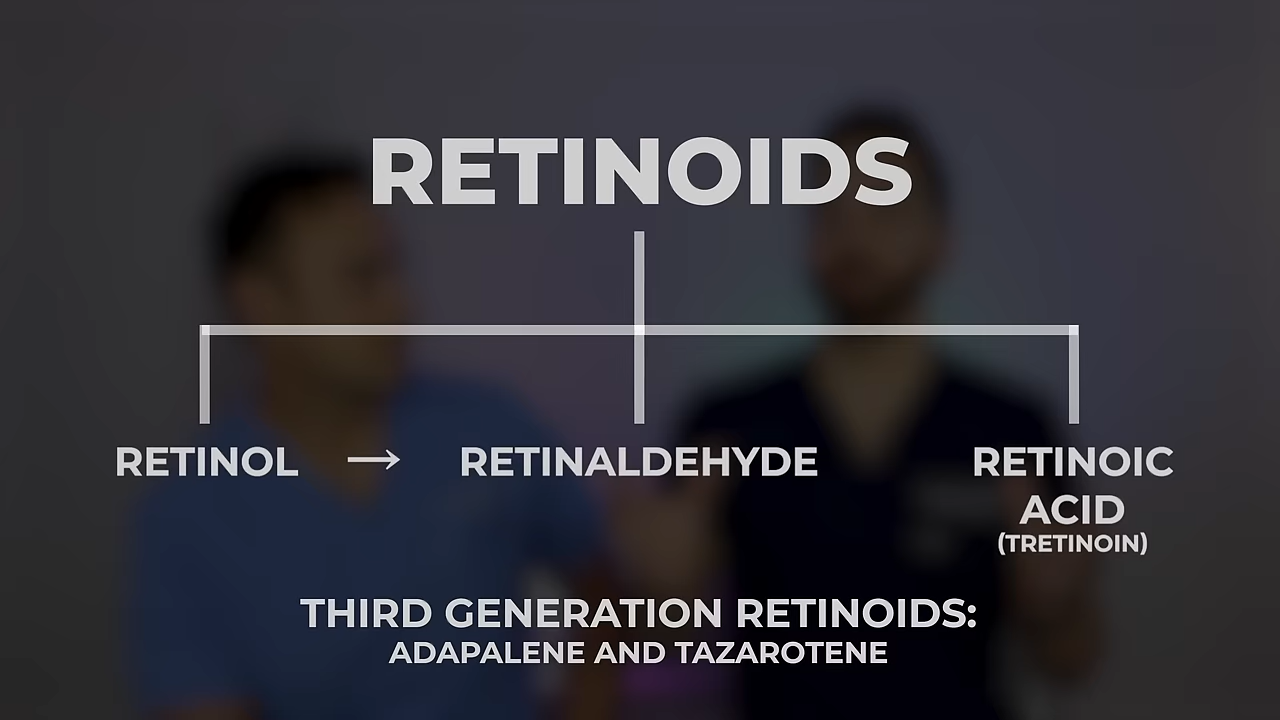 RETINOIDS
RETINOL → RETINALDEHYDE RETINOIC
ACID
(TRETINOIN)
THIRD GENERATION RETINOIDS:
ADAPALENE AND TAZAROTENE